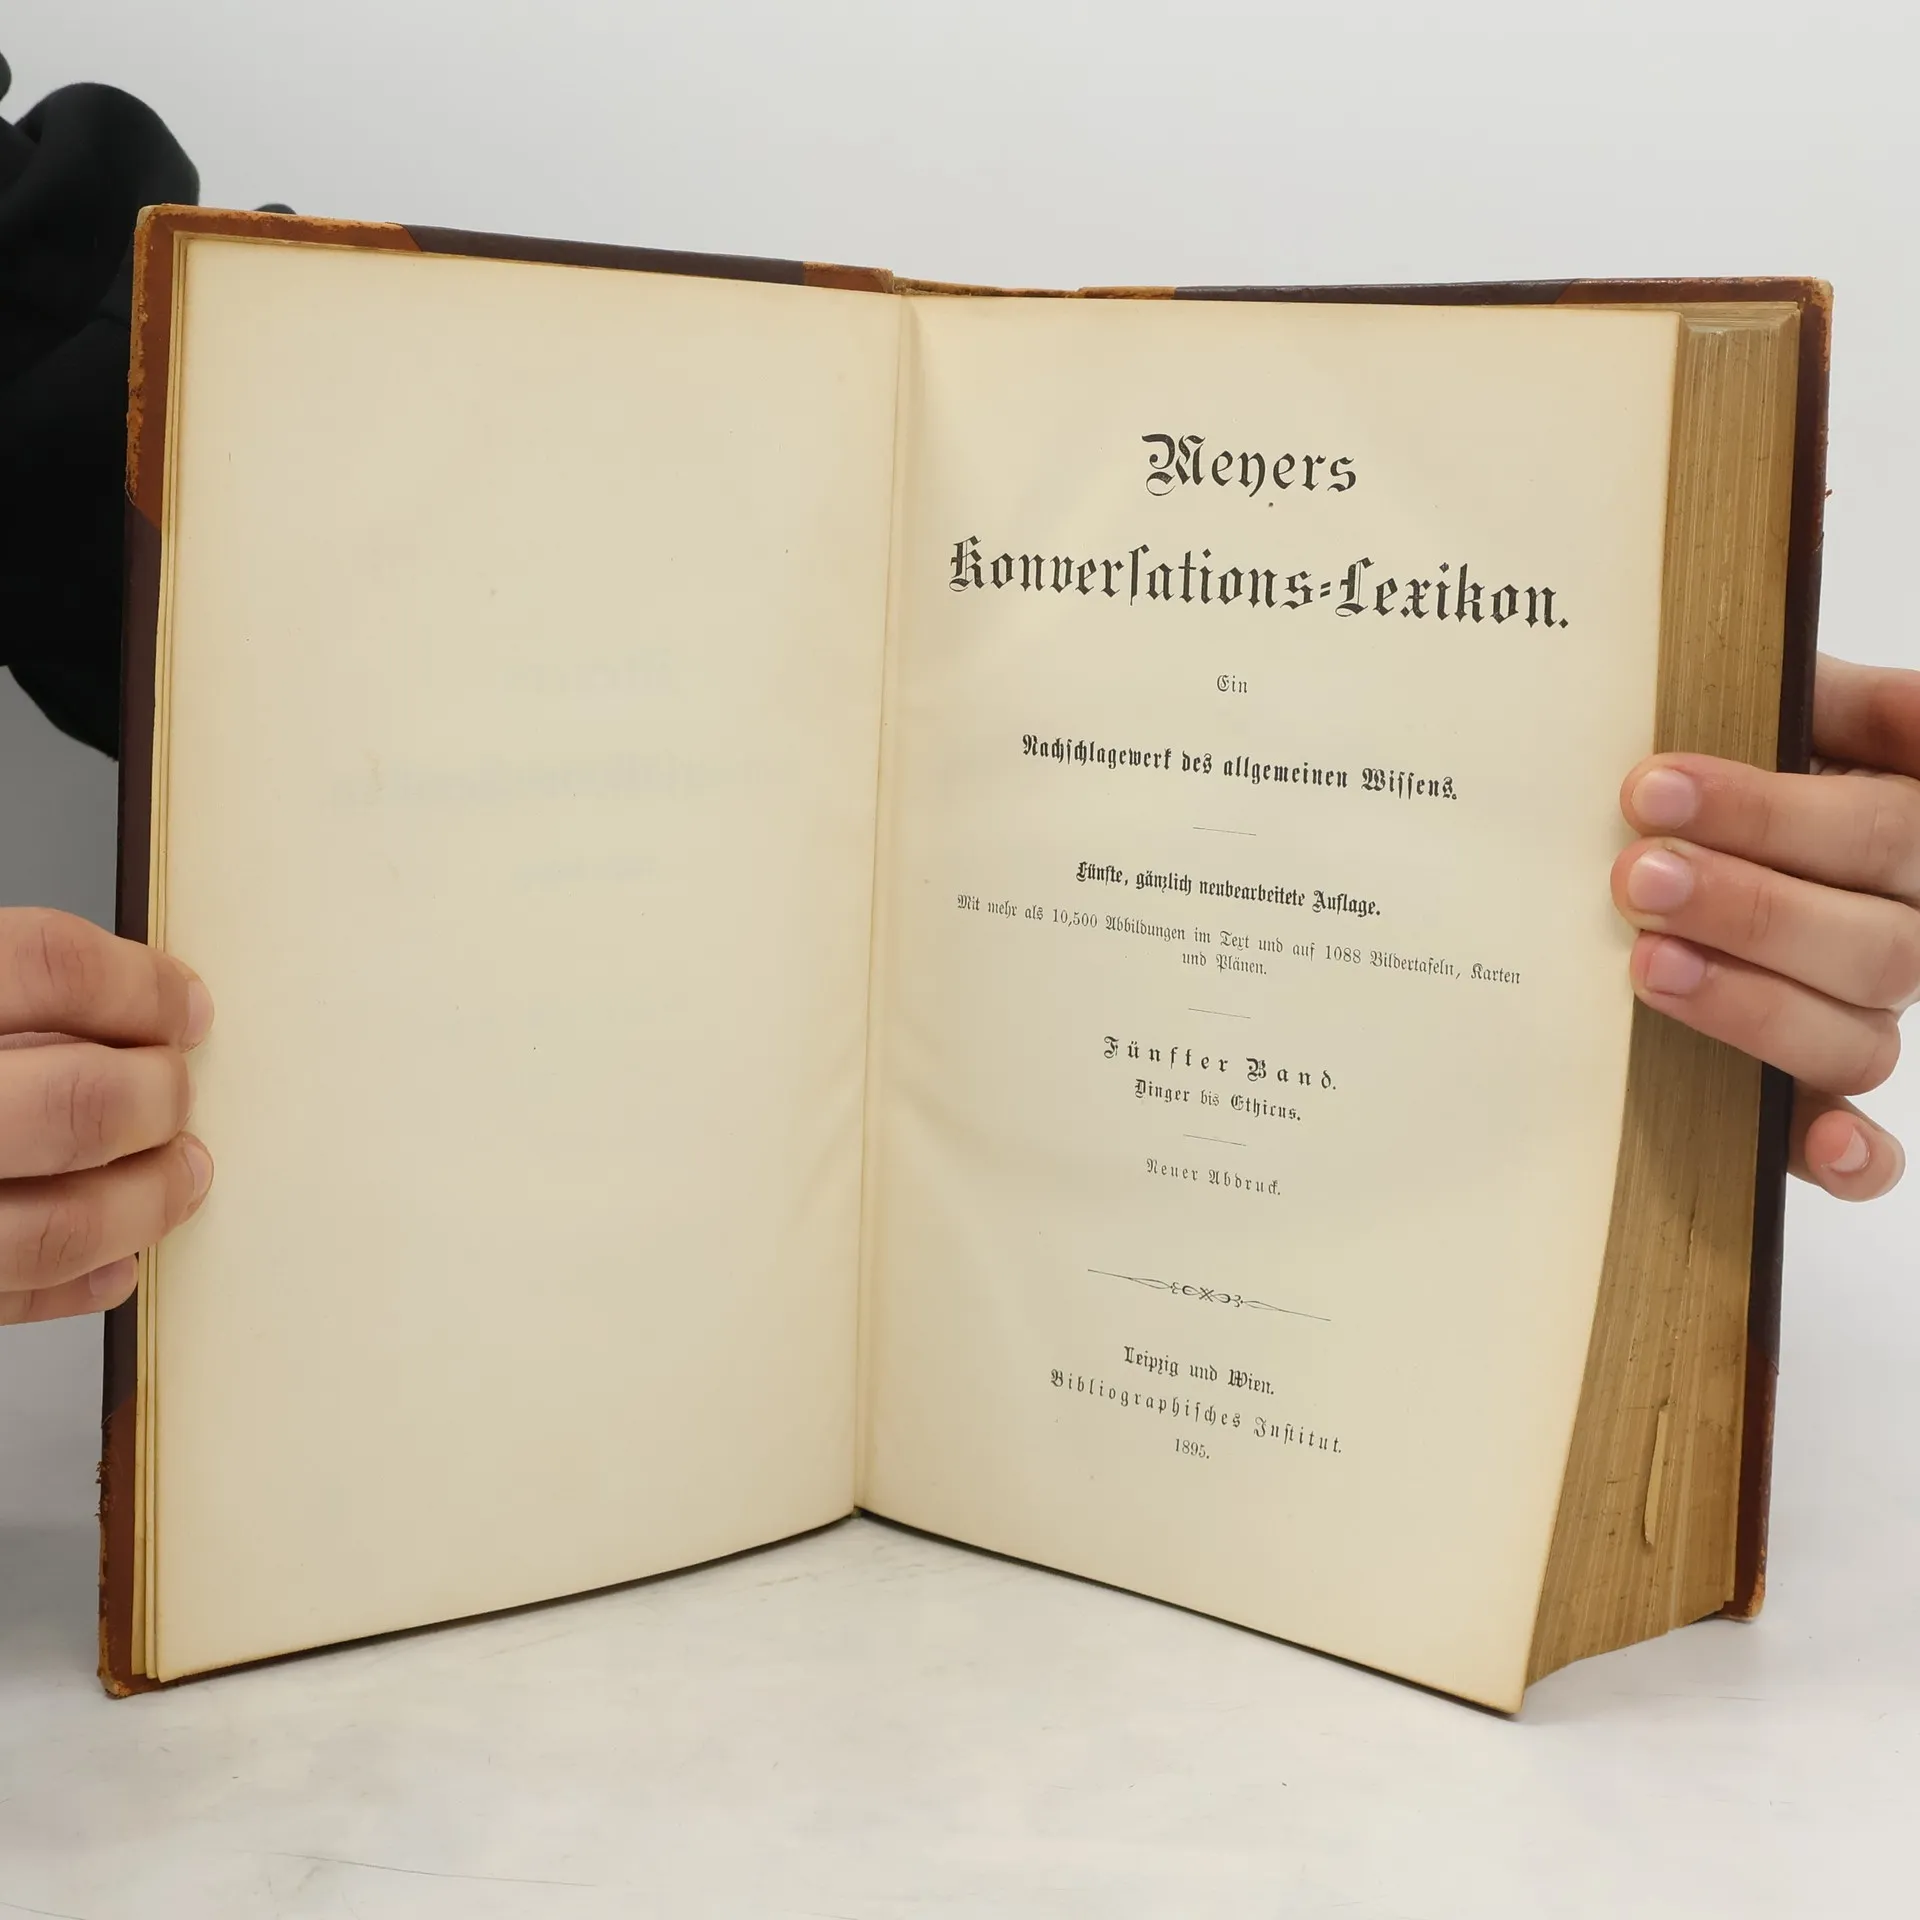 Meyers
Konverſations-Lexikon.
Ein
Nachſchlagewerk des allgemeinen Wiſſens.
Fünfte, gänzlich neubearbeitete Auflage.
Mit mehr als 10,500 Abbildungen im Text und auf 1088 Bildertafeln, Karten
und Plänen.
Fünfter Band.
Dinger bis Ethicus.
Neuer Abdruck.
Leipzig und Wien.
Bibliographiſches Inſtitut.
1895.